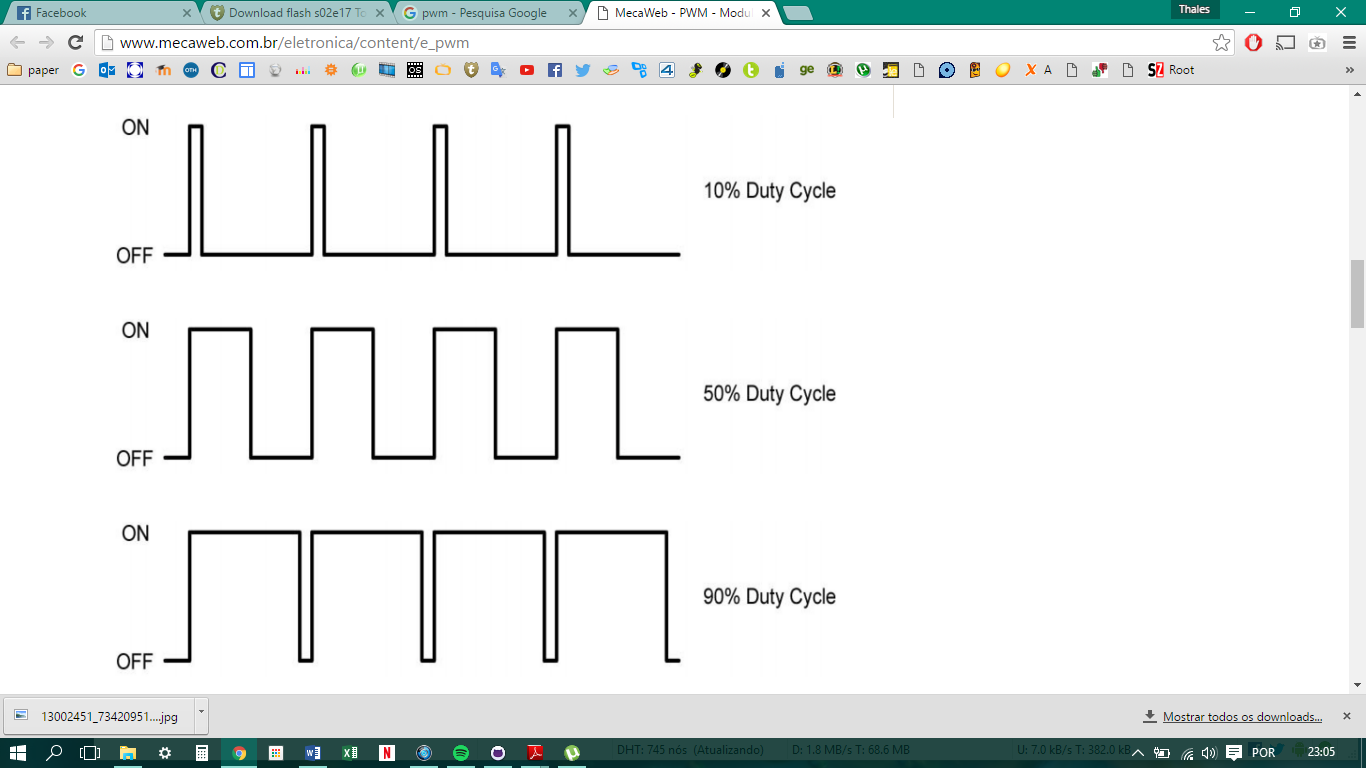 Facebook
Download flash s02e17 To
pwm - Pesquisa Google
MecaWeb - PWM - Modul
Thales
www.mecaweb.com.br/eletronica/content/e_pwm
paper
A
Root
ON
10% Duty Cycle
OFF
ON
50% Duty Cycle
OFF
ON
90% Duty Cycle
OFF
13002451_73420951....jpg
Mostrar todos os downloads...
DHT: 745 nós (Atualizando)
D: 1.8 MB/s T: 68.6 MB
U: 7.0 kB/s T: 382.0 kB
POR
23:05